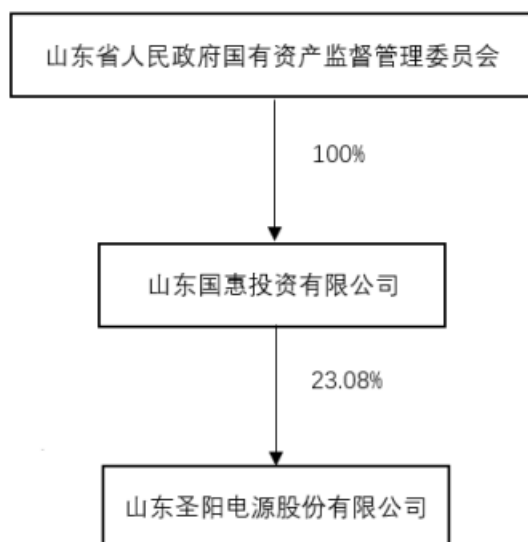 山东省人民政府国有资产监督管理委员会
100%
山东国惠投资有限公司
23.08%
山东圣阳电源股份有限公司